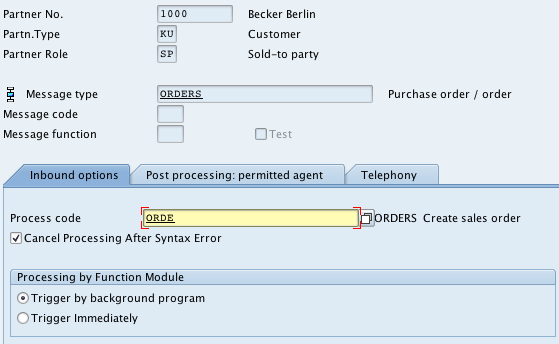 Partner No. 1000 Becker Berlin
Partn.Type KU Customer
Partner Role SP Sold-to party
Message type ORDERS Purchase order / order
Message code
Message function Test
Inbound options Post processing: permitted agent Telephony
Process code ORDE ORDERS Create sales order
Cancel Processing After Syntax Error
Processing by Function Module
Trigger by background program
Trigger Immediately